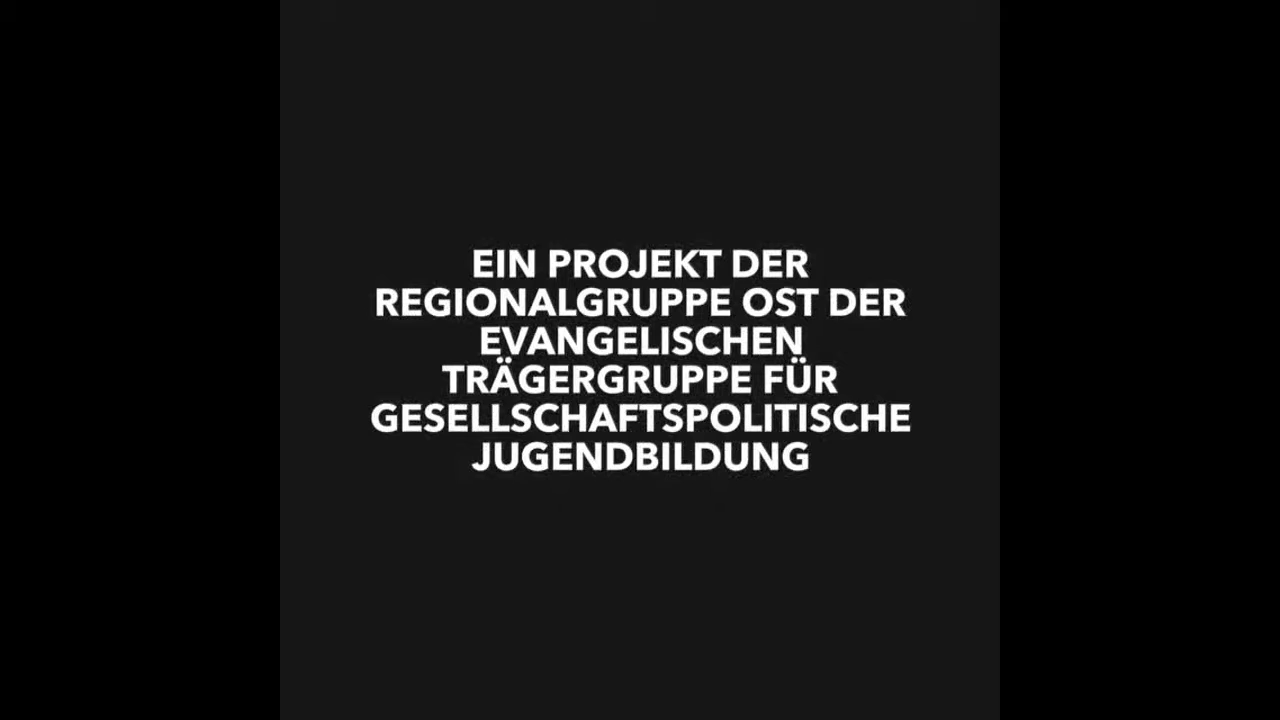 EIN PROJEKT DER
REGIONALGRUPPE OST DER
EVANGELISCHEN
TRÄGERGRUPPE FÜR
GESELLSCHAFTSPOLITISCHE
JUGENDBILDUNG